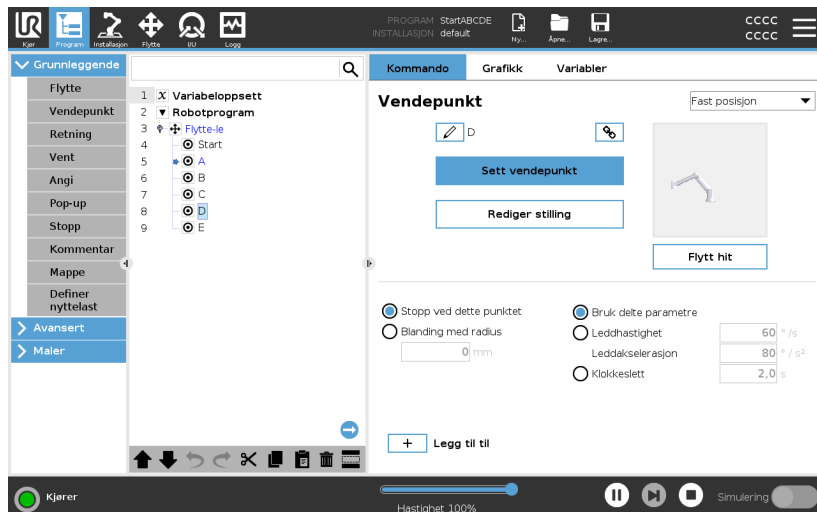 UR
Kjør
Program
Installasjon
Flytte
I/U
Logg
PROGRAM StartABCDE
INSTALLASJON default
Ny...
Åpne...
Lagre...
cccc
cccc
Grunnleggende
Flytte
Vendepunkt
Retning
Vent
Angi
Pop-up
Stopp
Kommentar
Mappe
Definer
nyttelast
Avansert
Maler
1 X Variabeloppsett
2 Robotprogram
3 Flytte-le
4 Start
5 A
6 B
7 C
8 D
9 E
Kommando Grafikk Variabler
Vendepunkt
Fast posisjon
D
Sett vendepunkt
Rediger stilling
Flytt hit
Stopp ved dette punktet
Blanding med radius
0 mm
Bruk delte parametre
Leddhastighet 60 ° /s
Leddakselerasjon 80 ° / s²
Klokkeslett 2,0 s
+ Legg til til
Kjører
Hastighet 100%
Simulering